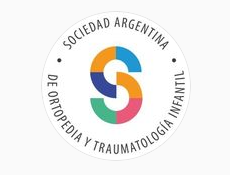 SOCIEDAD ARGENTINA
DE ORTOPEDIA Y TRAUMATOLOGÍA INFANTIL